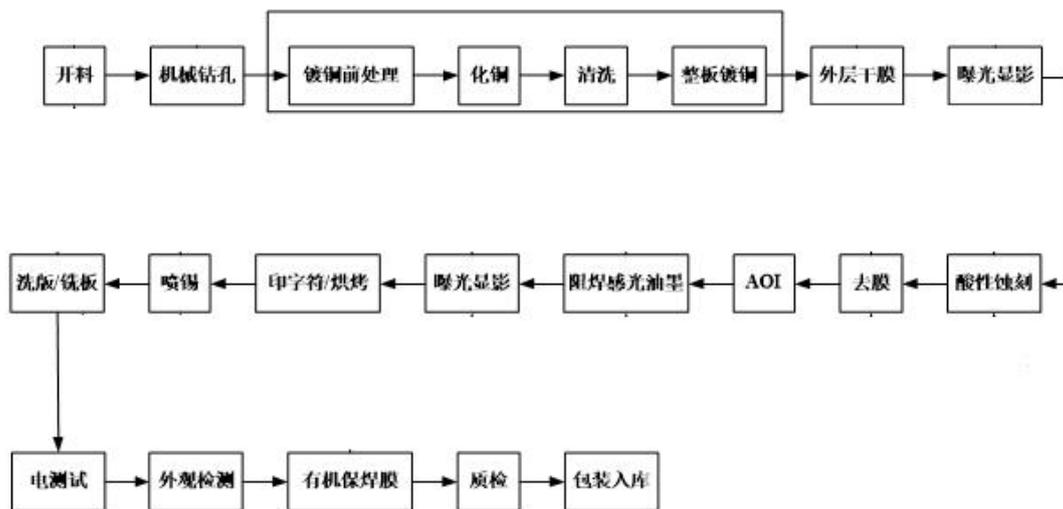 开料 机械钻孔 镀铜前处理 化铜 清洗 整板镀铜 外层干膜 曝光显影
洗版/铣板 喷锡 印字符/烘烤 曝光显影 阻焊感光油墨 AOI 去膜 酸性蚀刻
电测试 外观检测 有机保焊膜 质检 包装入库